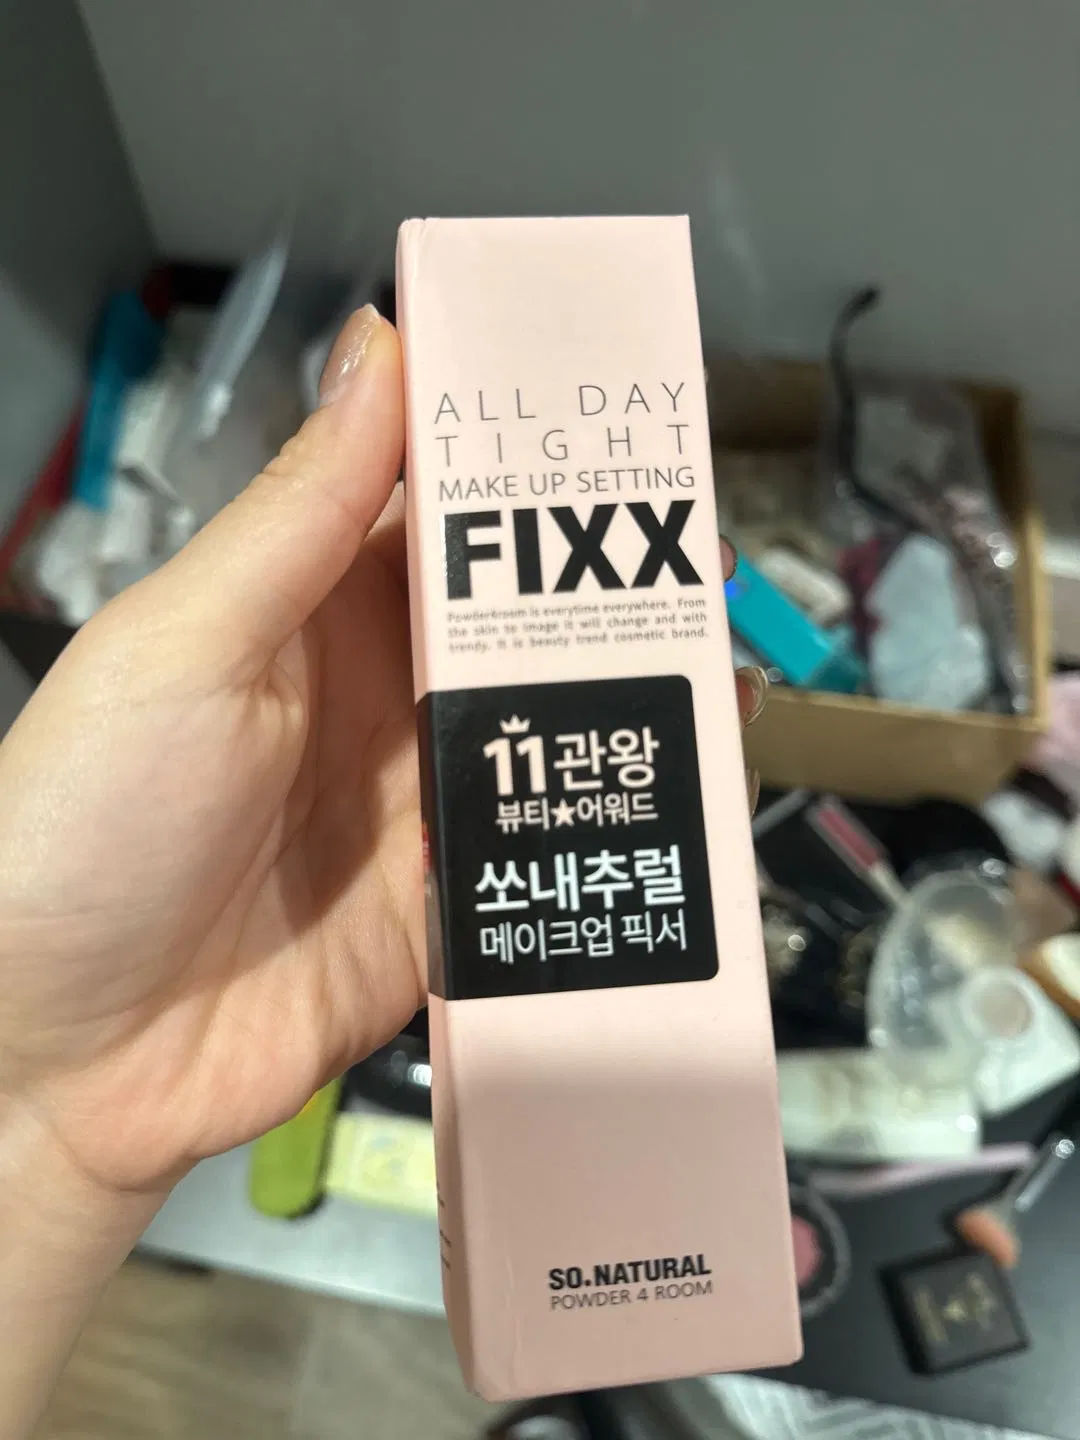 ALL DAY
TIGHT
MAKE UP SETTING
FIXX
Powder4room is everytime everywhere. From
the skin to image it will change and with
trendy. It is beauty trend cosmetic brand.
11관왕
뷰티★어워드
쏘내추럴
메이크업 픽서
SO.NATURAL
POWDER 4 ROOM